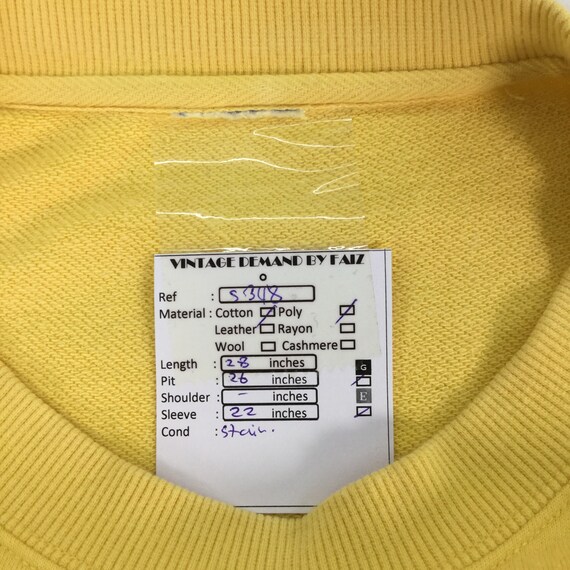 VINTAGE DEMAND BY FAIZ
Ref : S348
Material : Cotton Poly
Leather Rayon
Wool Cashmere
Length : 28 inches
G
Pit : 26 inches
Shoulder : - inches
E
Sleeve : 22 inches
Cond : Stain.